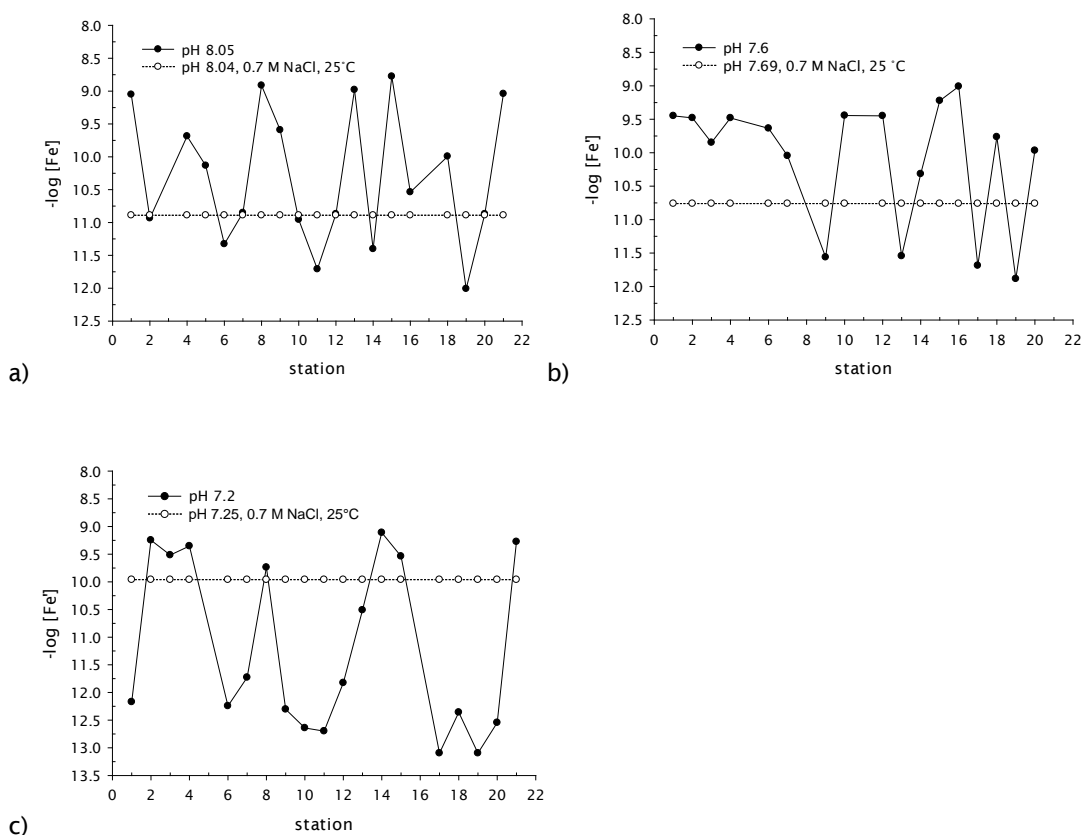 8.0
8.5
9.0
9.5
10.0
10.5
11.0
11.5
12.0
12.5
-log [Fe']
pH 8.05
pH 8.04, 0.7 M NaCl, 25˚C
0 2 4 6 8 10 12 14 16 18 20 22
station
a)
8.0
8.5
9.0
9.5
10.0
10.5
11.0
11.5
12.0
12.5
-log [Fe']
pH 7.6
pH 7.69, 0.7 M NaCl, 25 ˚C
0 2 4 6 8 10 12 14 16 18 20 22
station
b)
8.0
8.5
9.0
9.5
10.0
10.5
11.0
11.5
12.0
12.5
13.0
13.5
-log [Fe']
pH 7.2
pH 7.25, 0.7 M NaCl, 25°C
0 2 4 6 8 10 12 14 16 18 20 22
station
c)